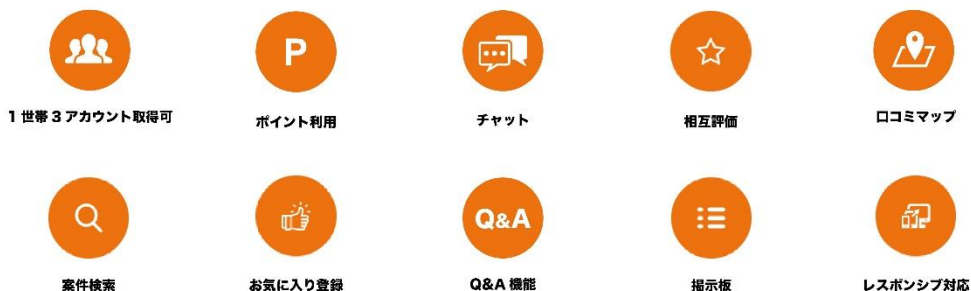 P
1世帯3アカウント取得可
ポイント利用
チャット
相互評価
口コミマップ
Q&A
案件検索
お気に入り登録
Q&A 機能
掲示板
レスポンシブ対応